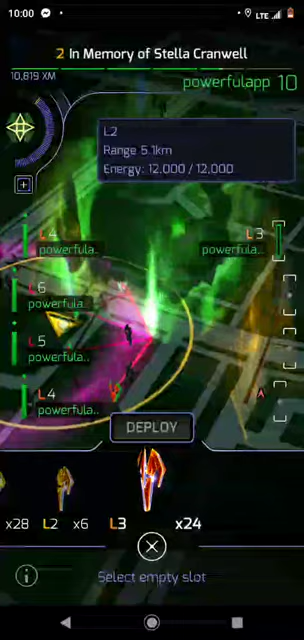 10:00
LTE
2 In Memory of Stella Cranwell
10,819 XM
powerfulapp 10
L2
Range 5.1km
Energy: 12,000 / 12,000
L4
powerfula..
L3
powerfula..
L6
powerfula..
L5
powerfula..
L4
powerfula..
DEPLOY
x28 L2 x6 L3 x24
Select empty slot